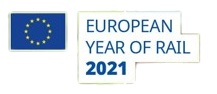 EUROPEAN
YEAR OF RAIL
2021